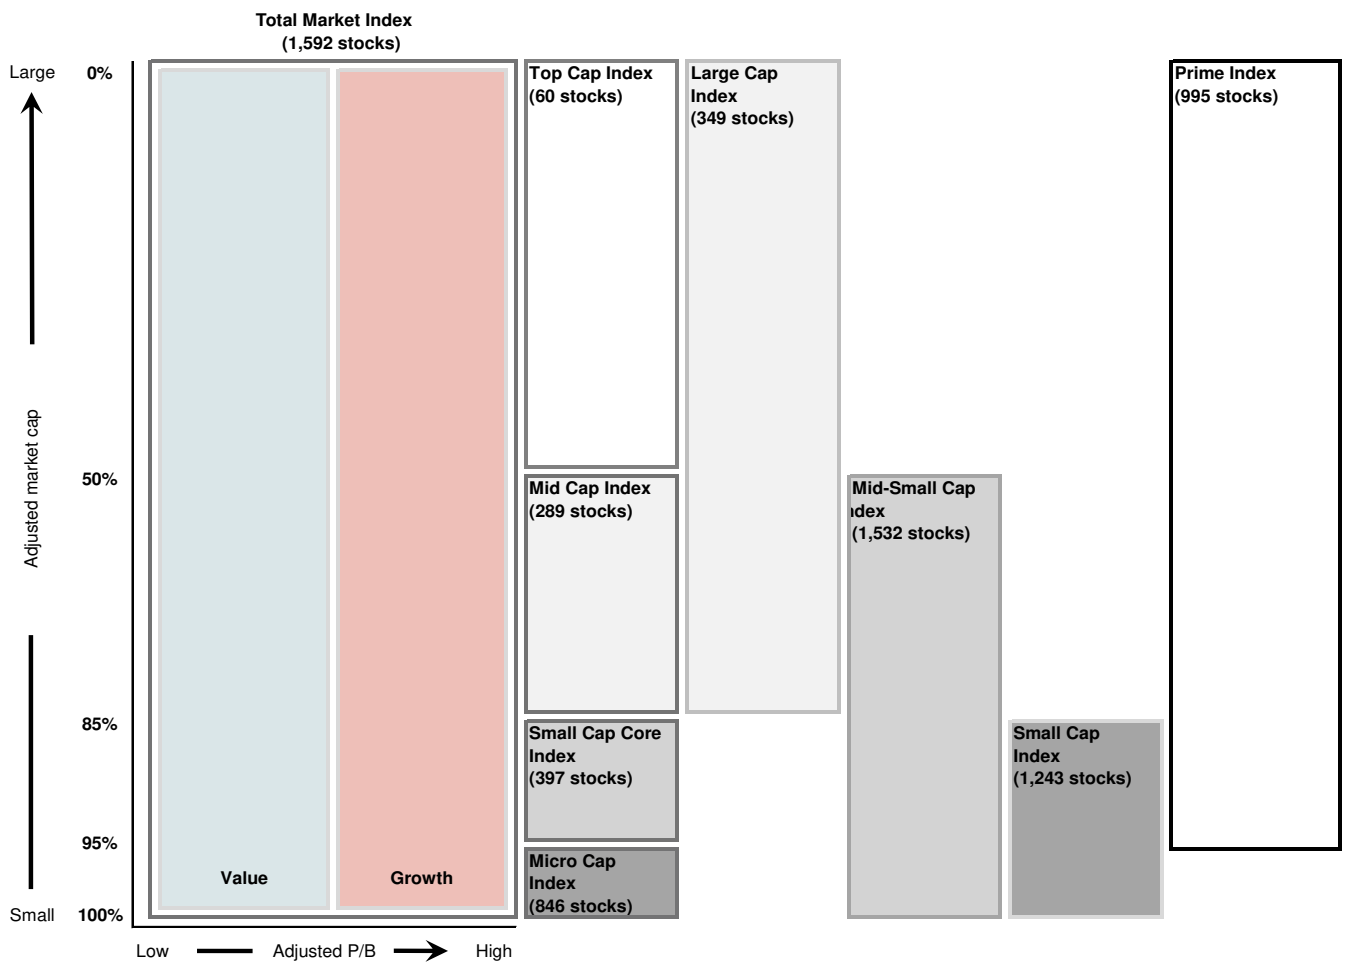 Total Market Index
(1,592 stocks)
Large
0%
Top Cap Index
(60 stocks)
Large Cap
Index
(349 stocks)
Prime Index
(995 stocks)
Adjusted market cap
50%
Mid Cap Index
(289 stocks)
Mid-Small Cap
ndex
(1,532 stocks)
85%
Small Cap Core
Index
(397 stocks)
Small Cap
Index
(1,243 stocks)
95%
Micro Cap
Index
(846 stocks)
Value
Growth
Small
100%
Low
Adjusted P/B
High